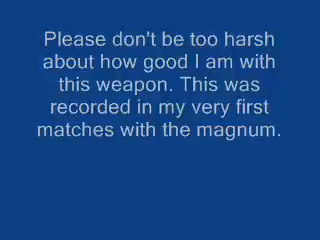 Please don't be too harsh
about how good I am with
this weapon. This was
recorded in my very first
matches with the magnum.